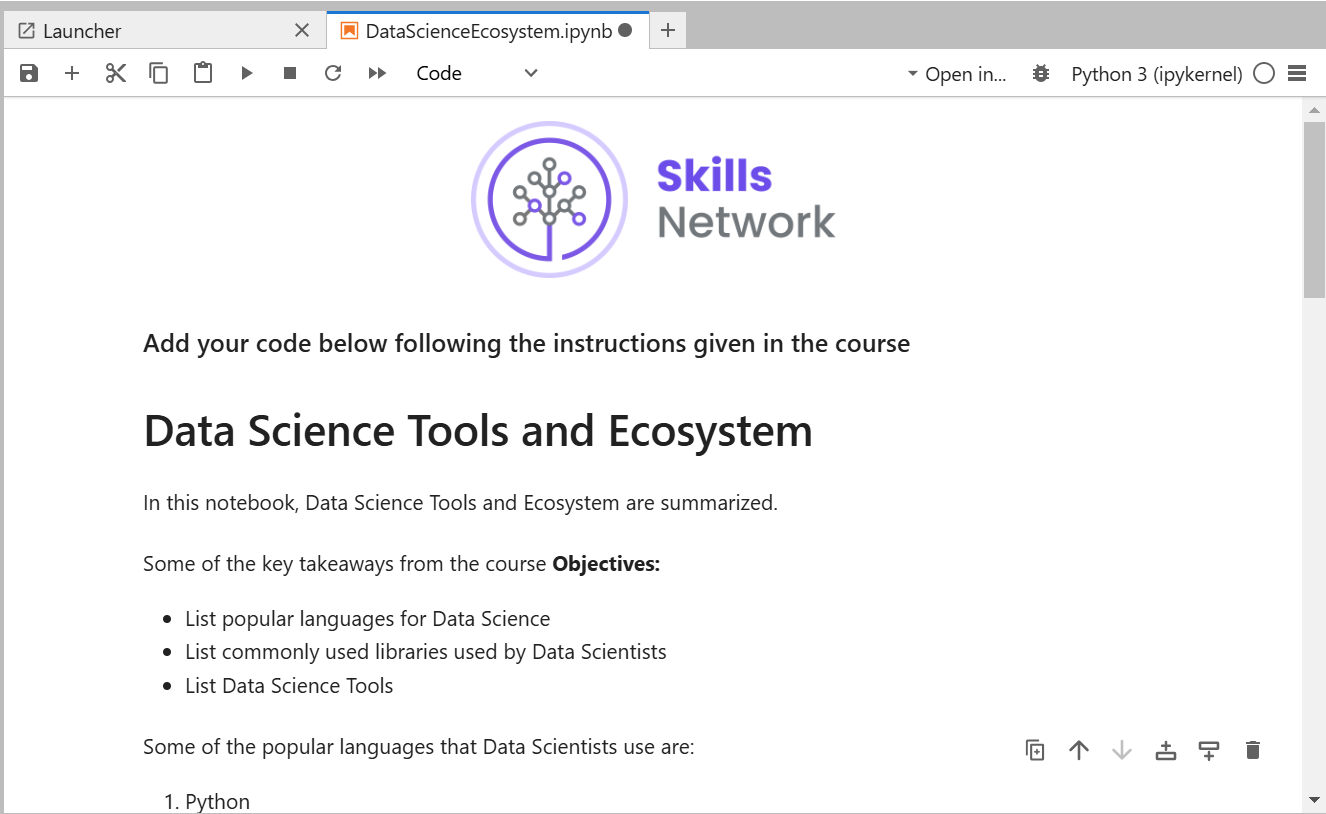 Launcher
DataScienceEcosystem.ipynb
Code
Open in...
Python 3 (ipykernel)
Skills
Network
Add your code below following the instructions given in the course
Data Science Tools and Ecosystem
In this notebook, Data Science Tools and Ecosystem are summarized.
Some of the key takeaways from the course Objectives:
• List popular languages for Data Science
• List commonly used libraries used by Data Scientists
• List Data Science Tools
Some of the popular languages that Data Scientists use are:
1. Python